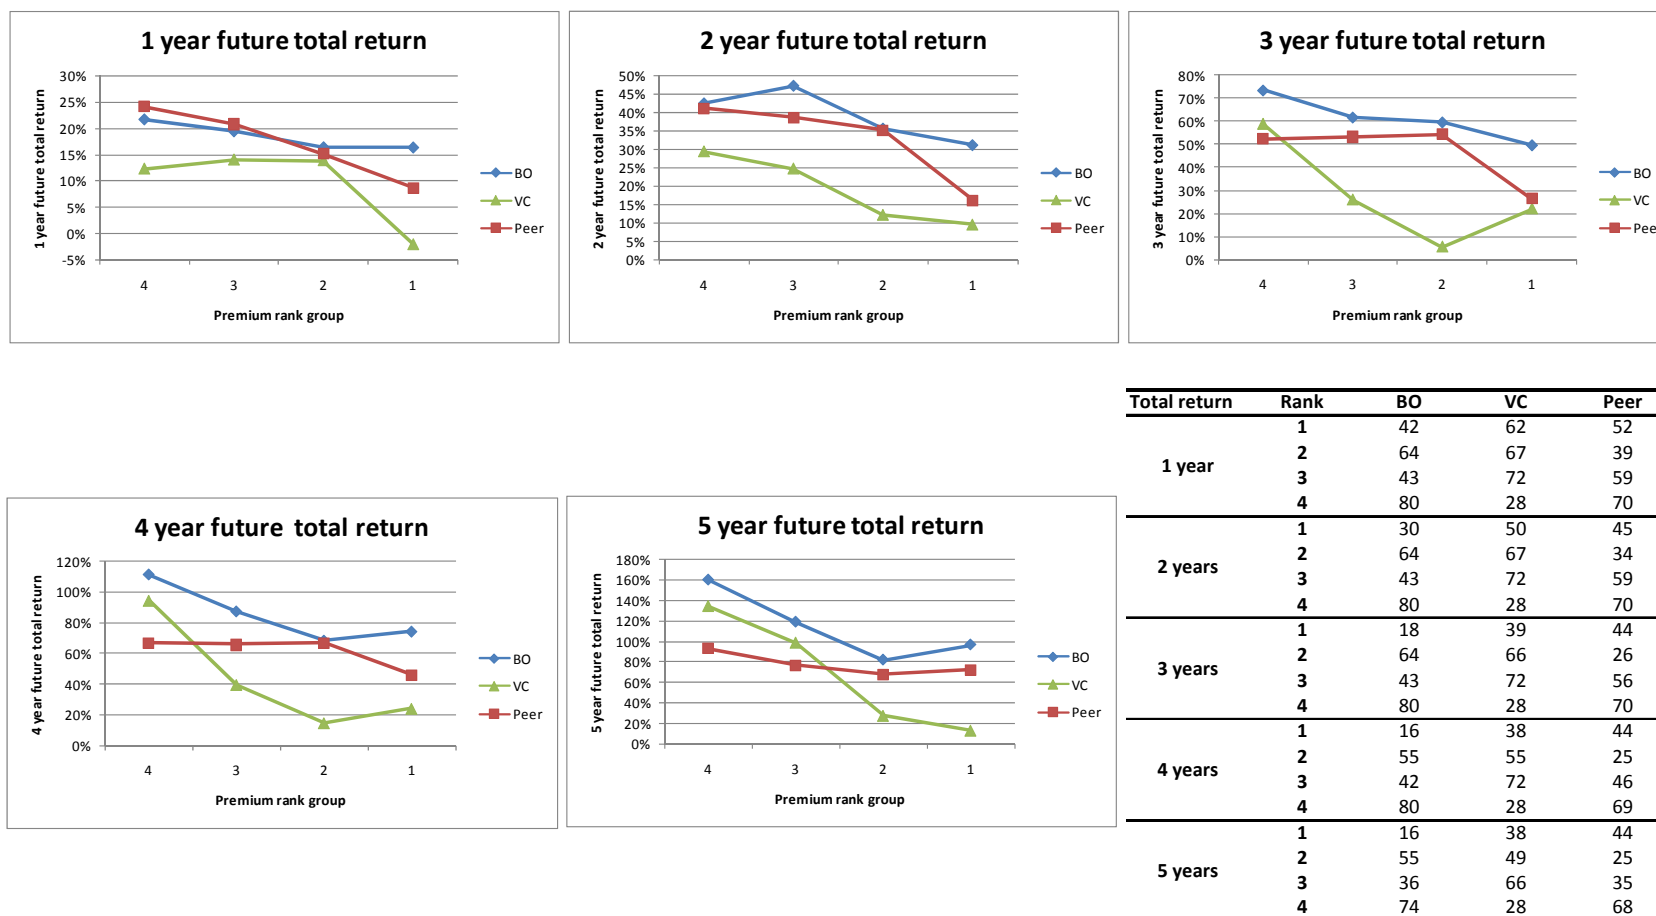 1 year future total return
30%
25%
20%
15%
10%
5%
0%
-5%
1 year future total return
4 3 2 1
Premium rank group
BO
VC
Peer
2 year future total return
50%
45%
40%
35%
30%
25%
20%
15%
10%
5%
0%
2 year future total return
4 3 2 1
Premium rank group
BO
VC
Peer
3 year future total return
80%
70%
60%
50%
40%
30%
20%
10%
0%
3 year future total return
4 3 2 1
Premium rank group
BO
VC
Pee
4 year future total return
120%
100%
80%
60%
40%
20%
0%
4 year future total return
4 3 2 1
Premium rank group
BO
VC
Peer
5 year future total return
180%
160%
140%
120%
100%
80%
60%
40%
20%
0%
5 year future total return
4 3 2 1
Premium rank group
BO
VC
Peer
Total return Rank BO VC Peer
1 year
1 42 62 52
2 64 67 39
3 43 72 59
4 80 28 70
2 years
1 30 50 45
2 64 67 34
3 43 72 59
4 80 28 70
3 years
1 18 39 44
2 64 66 26
3 43 72 56
4 80 28 70
4 years
1 16 38 44
2 55 55 25
3 42 72 46
4 80 28 69
5 years
1 16 38 44
2 55 49 25
3 36 66 35
4 74 28 68